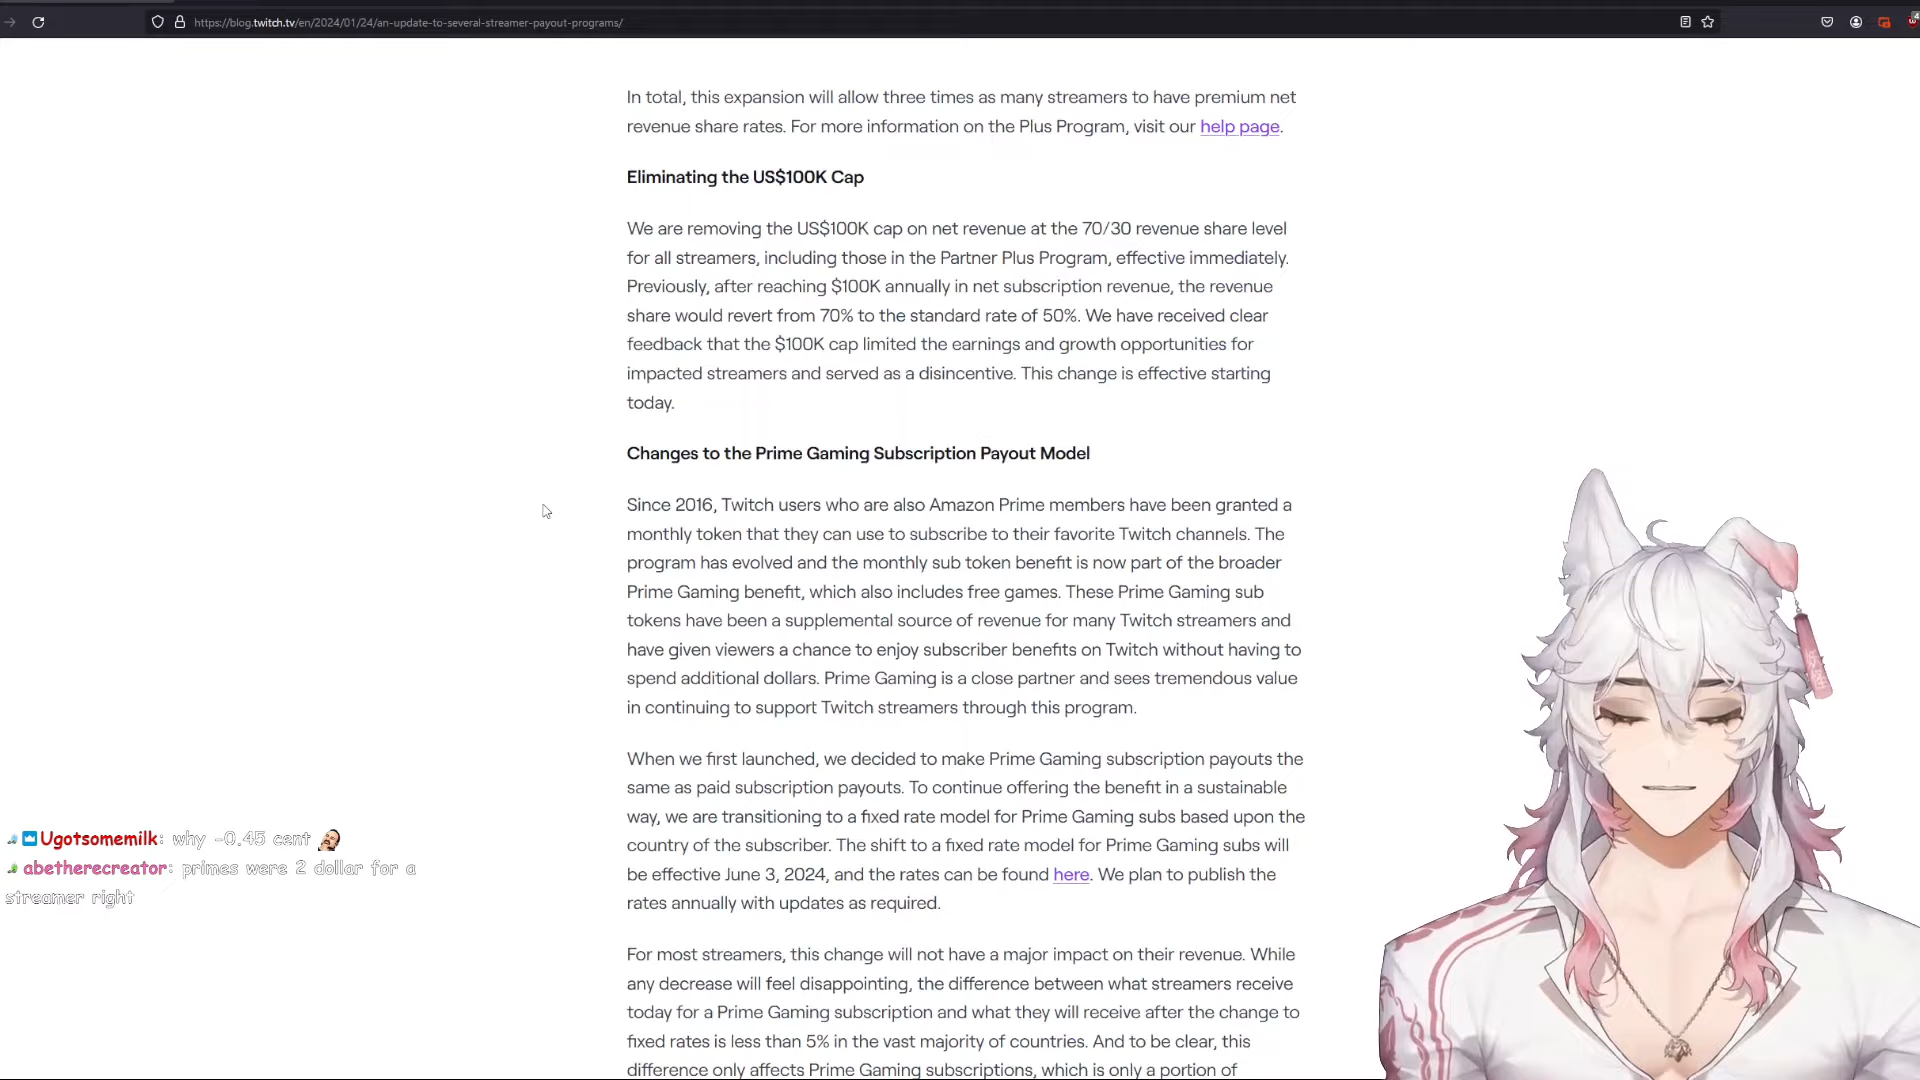 https://blog.twitch.tv/en/2024/01/24/an-update-to-several-streamer-payout-programs/
In total, this expansion will allow three times as many streamers to have premium net
revenue share rates. For more information on the Plus Program, visit our help page.
Eliminating the US$100K Cap
We are removing the US$100K cap on net revenue at the 70/30 revenue share level
for all streamers, including those in the Partner Plus Program, effective immediately.
Previously, after reaching $100K annually in net subscription revenue, the revenue
share would revert from 70% to the standard rate of 50%. We have received clear
feedback that the $100K cap limited the earnings and growth opportunities for
impacted streamers and served as a disincentive. This change is effective starting
today.
Changes to the Prime Gaming Subscription Payout Model
Since 2016, Twitch users who are also Amazon Prime members have been granted a
monthly token that they can use to subscribe to their favorite Twitch channels. The
program has evolved and the monthly sub token benefit is now part of the broader
Prime Gaming benefit, which also includes free games. These Prime Gaming sub
tokens have been a supplemental source of revenue for many Twitch streamers and
have given viewers a chance to enjoy subscriber benefits on Twitch without having to
spend additional dollars. Prime Gaming is a close partner and sees tremendous value
in continuing to support Twitch streamers through this program.
When we first launched, we decided to make Prime Gaming subscription payouts the
same as paid subscription payouts. To continue offering the benefit in a sustainable
way, we are transitioning to a fixed rate model for Prime Gaming subs based upon the
country of the subscriber. The shift to a fixed rate model for Prime Gaming subs will
be effective June 3, 2024, and the rates can be found here. We plan to publish the
rates annually with updates as required.
For most streamers, this change will not have a major impact on their revenue. While
any decrease will feel disappointing, the difference between what streamers receive
today for a Prime Gaming subscription and what they will receive after the change to
fixed rates is less than 5% in the vast majority of countries. And to be clear, this
difference only affects Prime Gaming subscriptions, which is only a portion of
Ugotsomemilk: why -0.45 cent
abetherecreator: primes were 2 dollar for a
streamer right